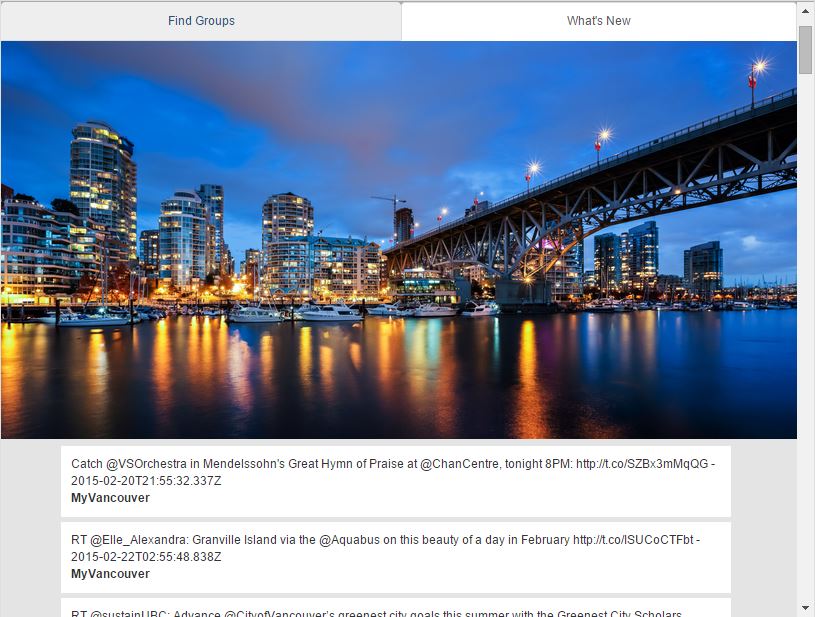 Find Groups
What's New
Catch @VSOrchestra in Mendelssohn's Great Hymn of Praise at @ChanCentre, tonight 8PM: http://t.co/SZBx3mMqQG -
2015-02-20T21:55:32.337Z
MyVancouver
RT @Elle_Alexandra: Granville Island via the @Aquabus on this beauty of a day in February http://t.co/ISUCoCTFbt -
2015-02-22T02:55:48.838Z
MyVancouver
RT @sustainUBC: Advance @CityofVancouver's greenest city goals this summer with the Greenest City Scholars